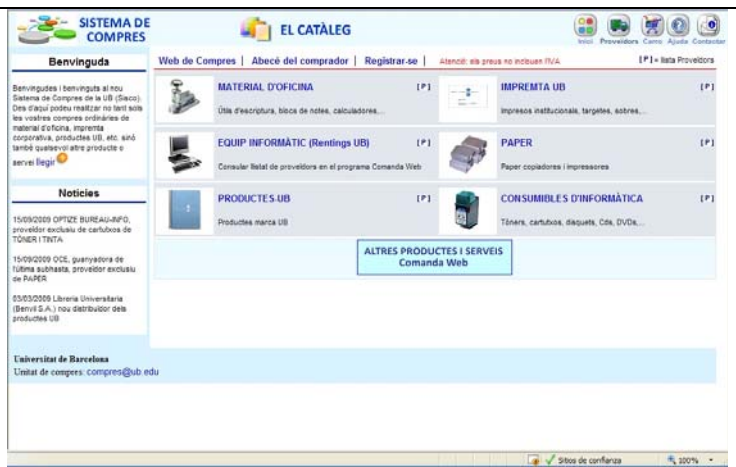 SISTEMA DE
COMPRES
EL CATÀLEG
Inici Proveïdors Carro Ajuda Contactar
Benvinguda
Web de Compres | Abecé del comprador | Registrar-se |
Atenció: els preus no inclouen l'IVA
[P]= llista Proveïdors
Benvingudes i benvinguts al nou
Sistema de Compres de la UB (Sisco).
Des d'aquí podeu realitzar no tant sols
les vostres compres ordinàries de
material d'oficina, impremta
corporativa, productes UB, etc. sinó
també qualsevol altre producte o
servei llegir
MATERIAL D'OFICINA [P]
Útils d'escriptura, blocs de notes, calculadores,...
IMPREMTA UB [P]
Impresos institucionals, targetes, sobres,...
EQUIP INFORMÀTIC (Rentings UB) [P]
Consular llistat de proveïdors en el programa Comanda Web
PAPER [P]
Paper copiadores i impressores
PRODUCTES-UB [P]
Productes marca UB
CONSUMIBLES D'INFORMÀTICA [P]
Tòners, cartutxos, disquets, Cds, DVDs,...
ALTRES PRODUCTES I SERVEIS
Comanda Web
Noticies
15/09/2009 OPTIZE BUREAU-INFO,
proveïdor exclusiu de cartutxos de
TÒNER I TINTA
15/09/2009 OCE, guanyadora de
l'última subhasta, proveïdor exclusiu
de PAPER
03/03/2009 Llibreria Universitaria
(Benvil S.A.) nou distribuïdor dels
productes UB
Universitat de Barcelona
Unitat de compres: compres@ub.edu
Sitios de confianza
100%